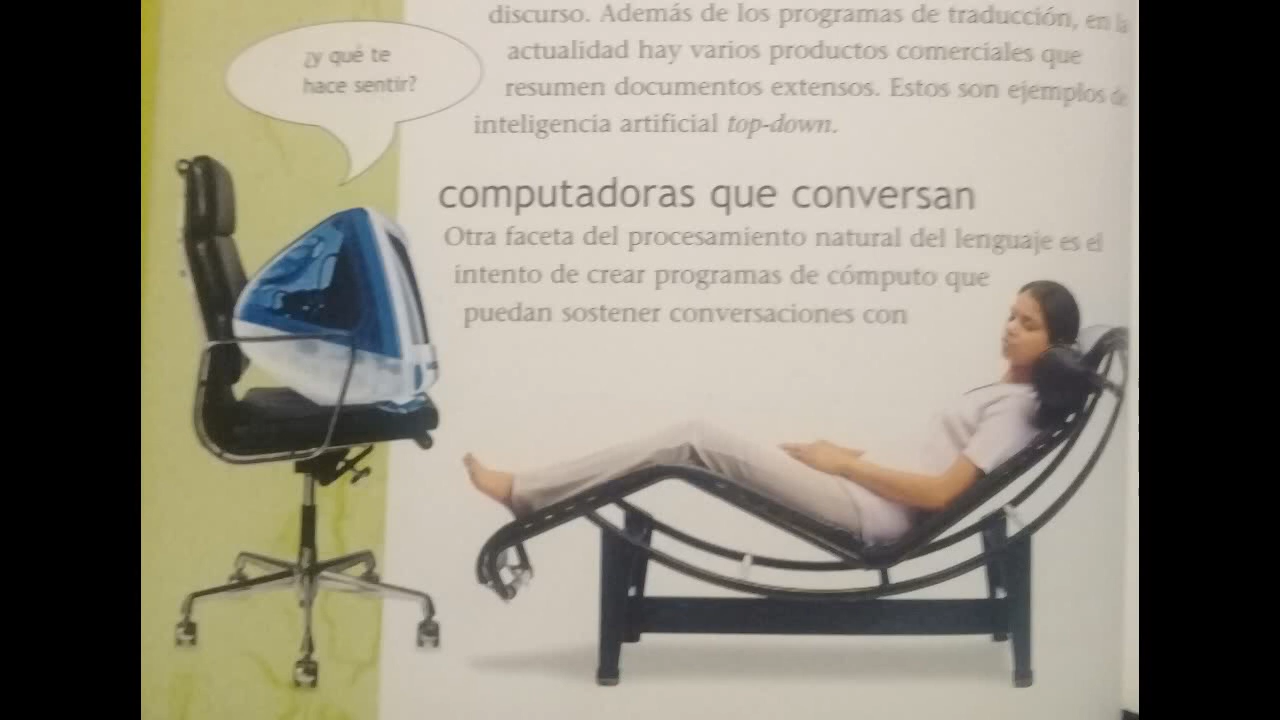 ¿y qué te
hace sentir?
discurso. Además de los programas de traducción, en la
actualidad hay varios productos comerciales que
resumen documentos extensos. Estos son ejemplos de
inteligencia artificial top-down.
computadoras que conversan
Otra faceta del procesamiento natural del lenguaje es el
intento de crear programas de cómputo que
puedan sostener conversaciones con